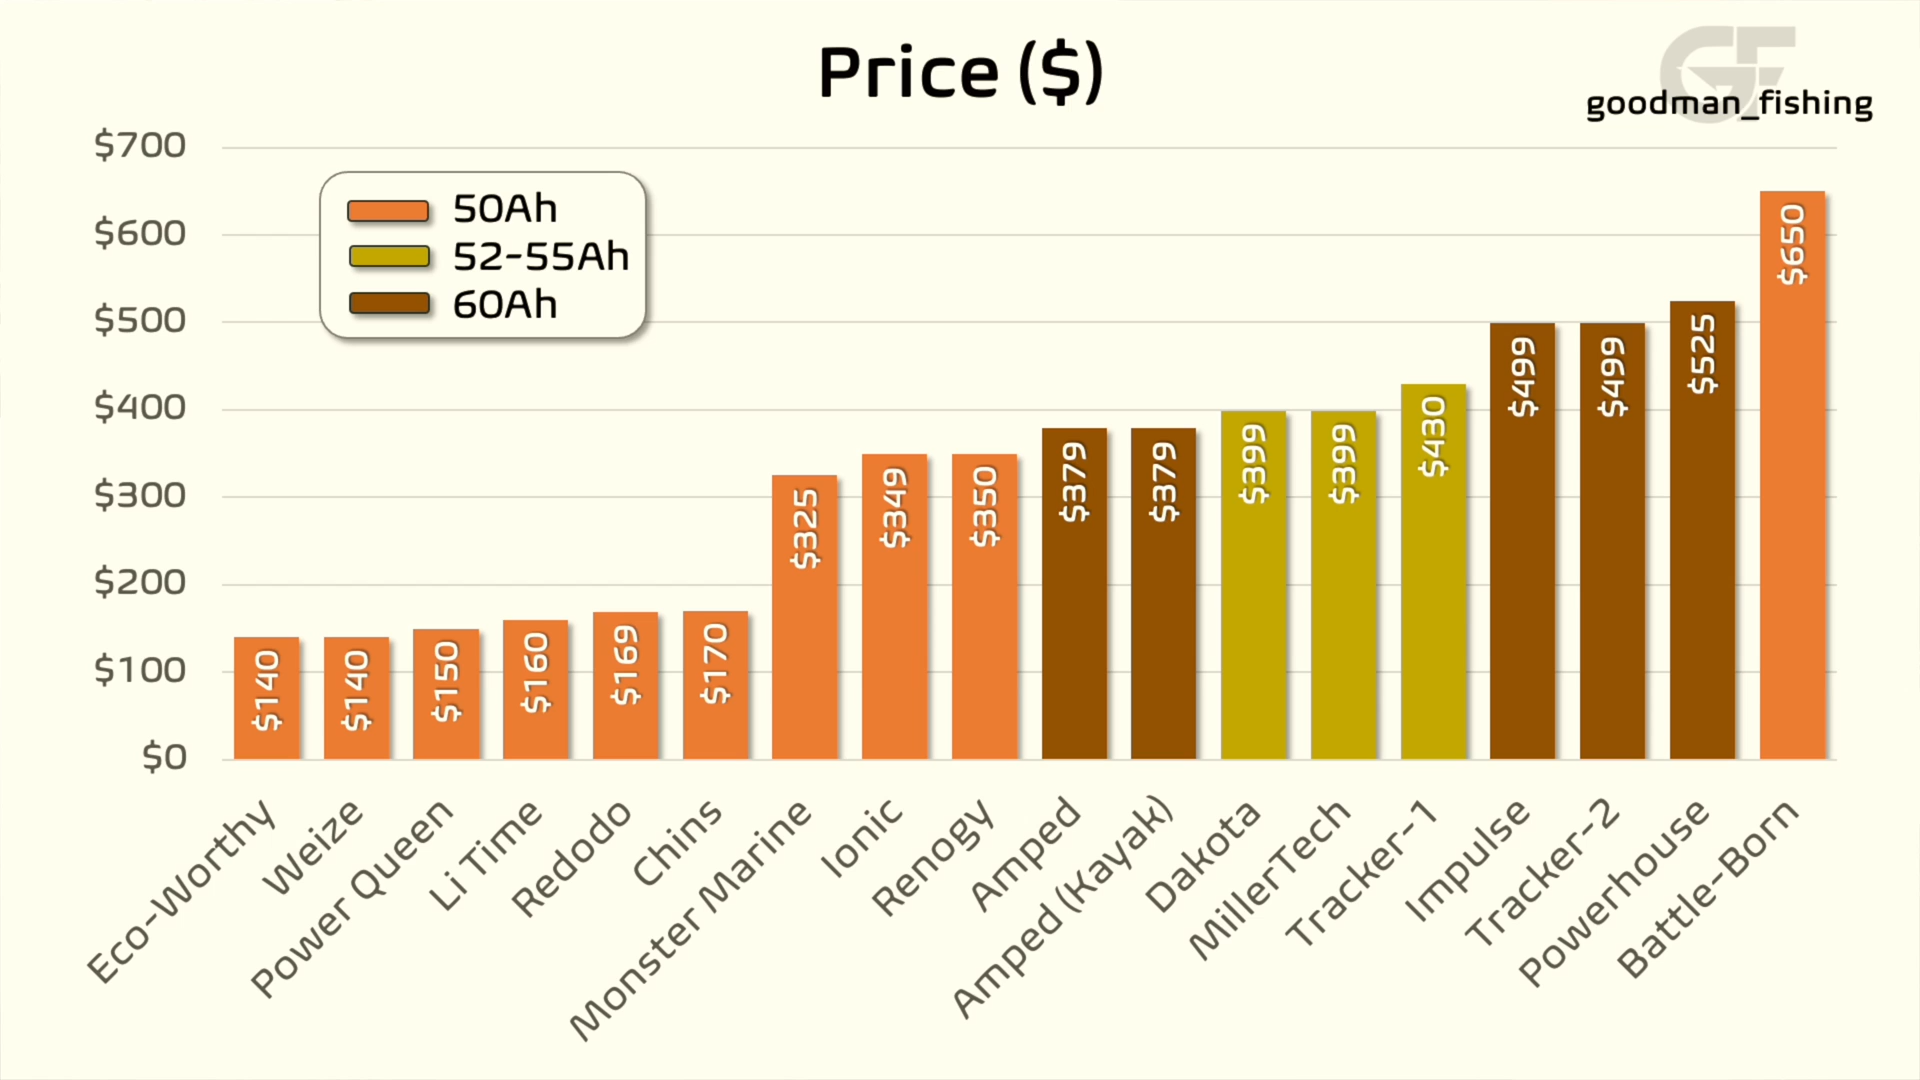 Price ($)
GF
goodman_fishing
$700
$600
$500
$400
$300
$200
$100
$0
50Ah
52-55Ah
60Ah
$140
$140
$150
$160
$169
$170
$325
$349
$350
$379
$379
$399
$399
$430
$499
$499
$525
$650
Eco-Worthy
Weize
Power Queen
Li Time
Redodo
Chins
Monster Marine
Ionic
Renogy
Amped
Amped (Kayak)
Dakota
MillerTech
Tracker-1
Impulse
Tracker-2
Powerhouse
Battle-Born